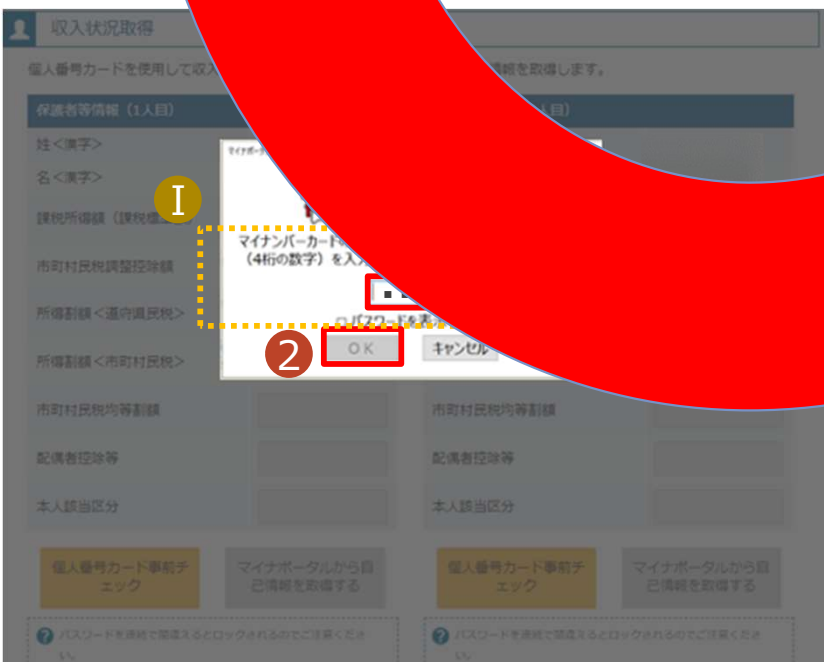 収入状況取得
個人番号カードを使用して収入
情報を取得します。
保護者等情報（1人目）
人目）
姓＜漢字＞
名＜漢字＞
Ⅰ
課税所得額（課税標
マイナンバーカードの
（4桁の数字）を入
市町村民税調整控除額
□パスワードを表示
所得割額＜道府県民税＞
2
OK
キャンセル
所得割額＜市町村民税＞
市町村民税均等割額
市町村民税均等割額
配偶者控除等
配偶者控除等
本人該当区分
本人該当区分
個人番号カード事前チ
ェック
マイナポータルから自
己情報を取得する
個人番号カード事前チ
ェック
マイナポータルから自
己情報を取得する
パスワードを連続で間違えるとロックされるのでご注意くださ
い。
パスワードを連続で間違えるとロックされるのでご注意くださ
い。